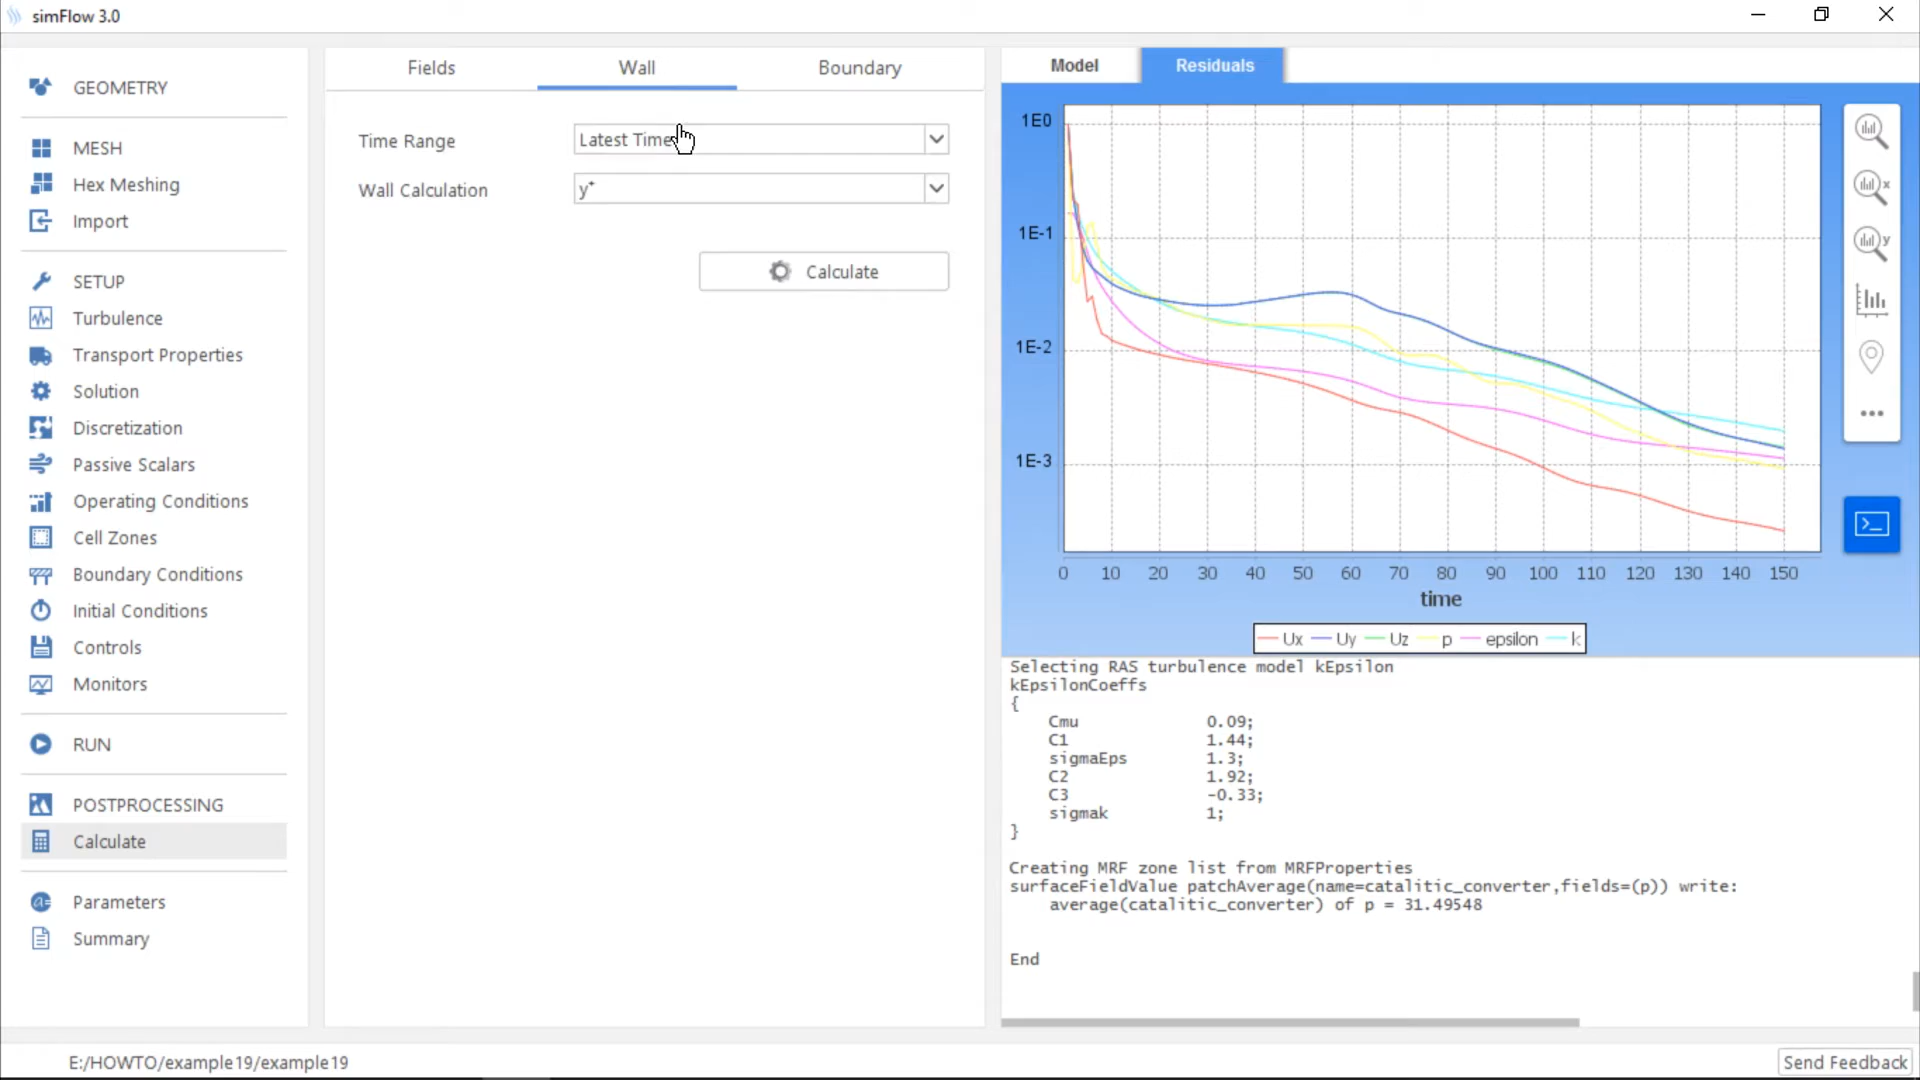 simFlow 3.0
GEOMETRY
MESH
Hex Meshing
Import
SETUP
Turbulence
Transport Properties
Solution
Discretization
Passive Scalars
Operating Conditions
Cell Zones
Boundary Conditions
Initial Conditions
Controls
Monitors
RUN
POSTPROCESSING
Calculate
Parameters
Summary
Fields Wall Boundary
Time Range Latest Time
Wall Calculation y+
Calculate
Model Residuals
1E0
1E-1
1E-2
1E-3
0 10 20 30 40 50 60 70 80 90 100 110 120 130 140 150
time
Ux Uy Uz p epsilon k
x
y
Selecting RAS turbulence model kEpsilon
kEpsilonCoeffs
{
Cmu 0.09;
C1 1.44;
sigmaEps 1.3;
C2 1.92;
C3 -0.33;
sigmak 1;
}
Creating MRF zone list from MRFProperties
surfaceFieldValue patchAverage(name=catalitic_converter,fields=(p)) write:
average(catalitic_converter) of p = 31.49548
End
E:/HOWTO/example19/example19
Send Feedback